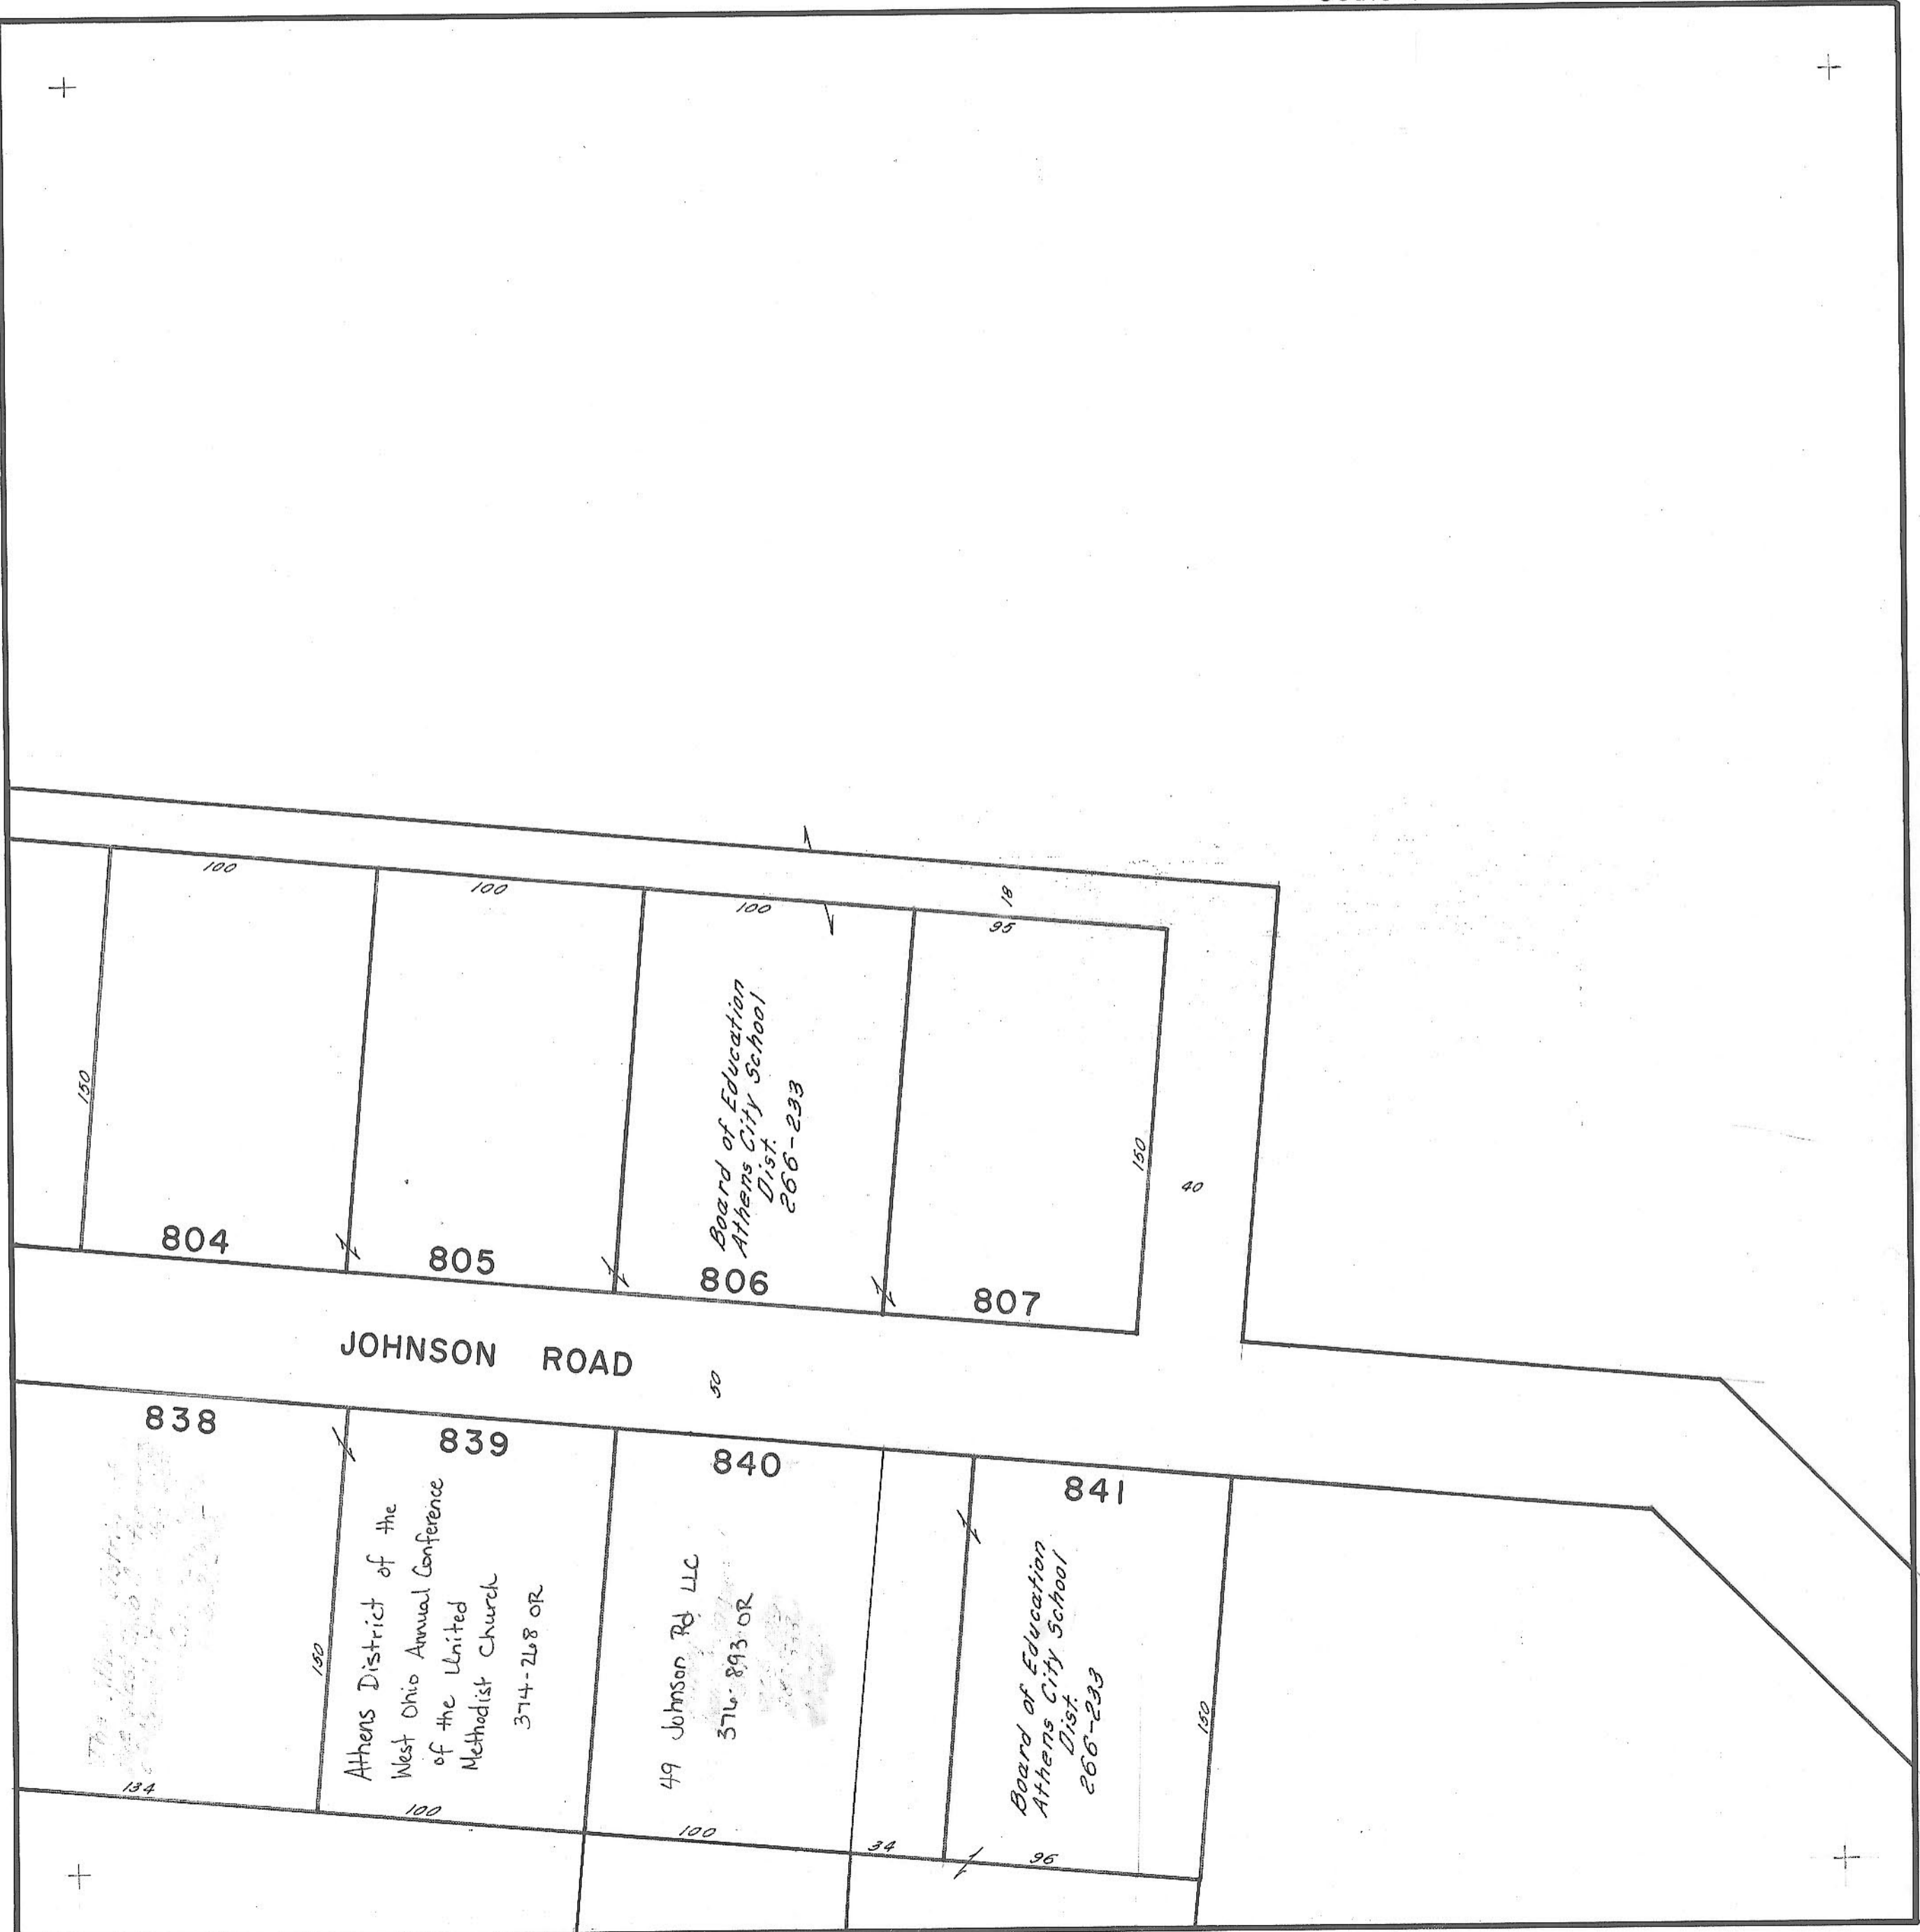 100
100
100
18
95
150
Board of Education
Athens City School
Dist.
266-233
150
40
804
805
806
807
JOHNSON ROAD
50
838
839
840
841
150
Athens District of the
West Ohio Annual Conference
of the United
Methodist Church
374-268 OR
49 Johnson Rd, LLC
376-893 OR
Board of Education
Athens City School
Dist.
266-233
150
134
100
100
34
96